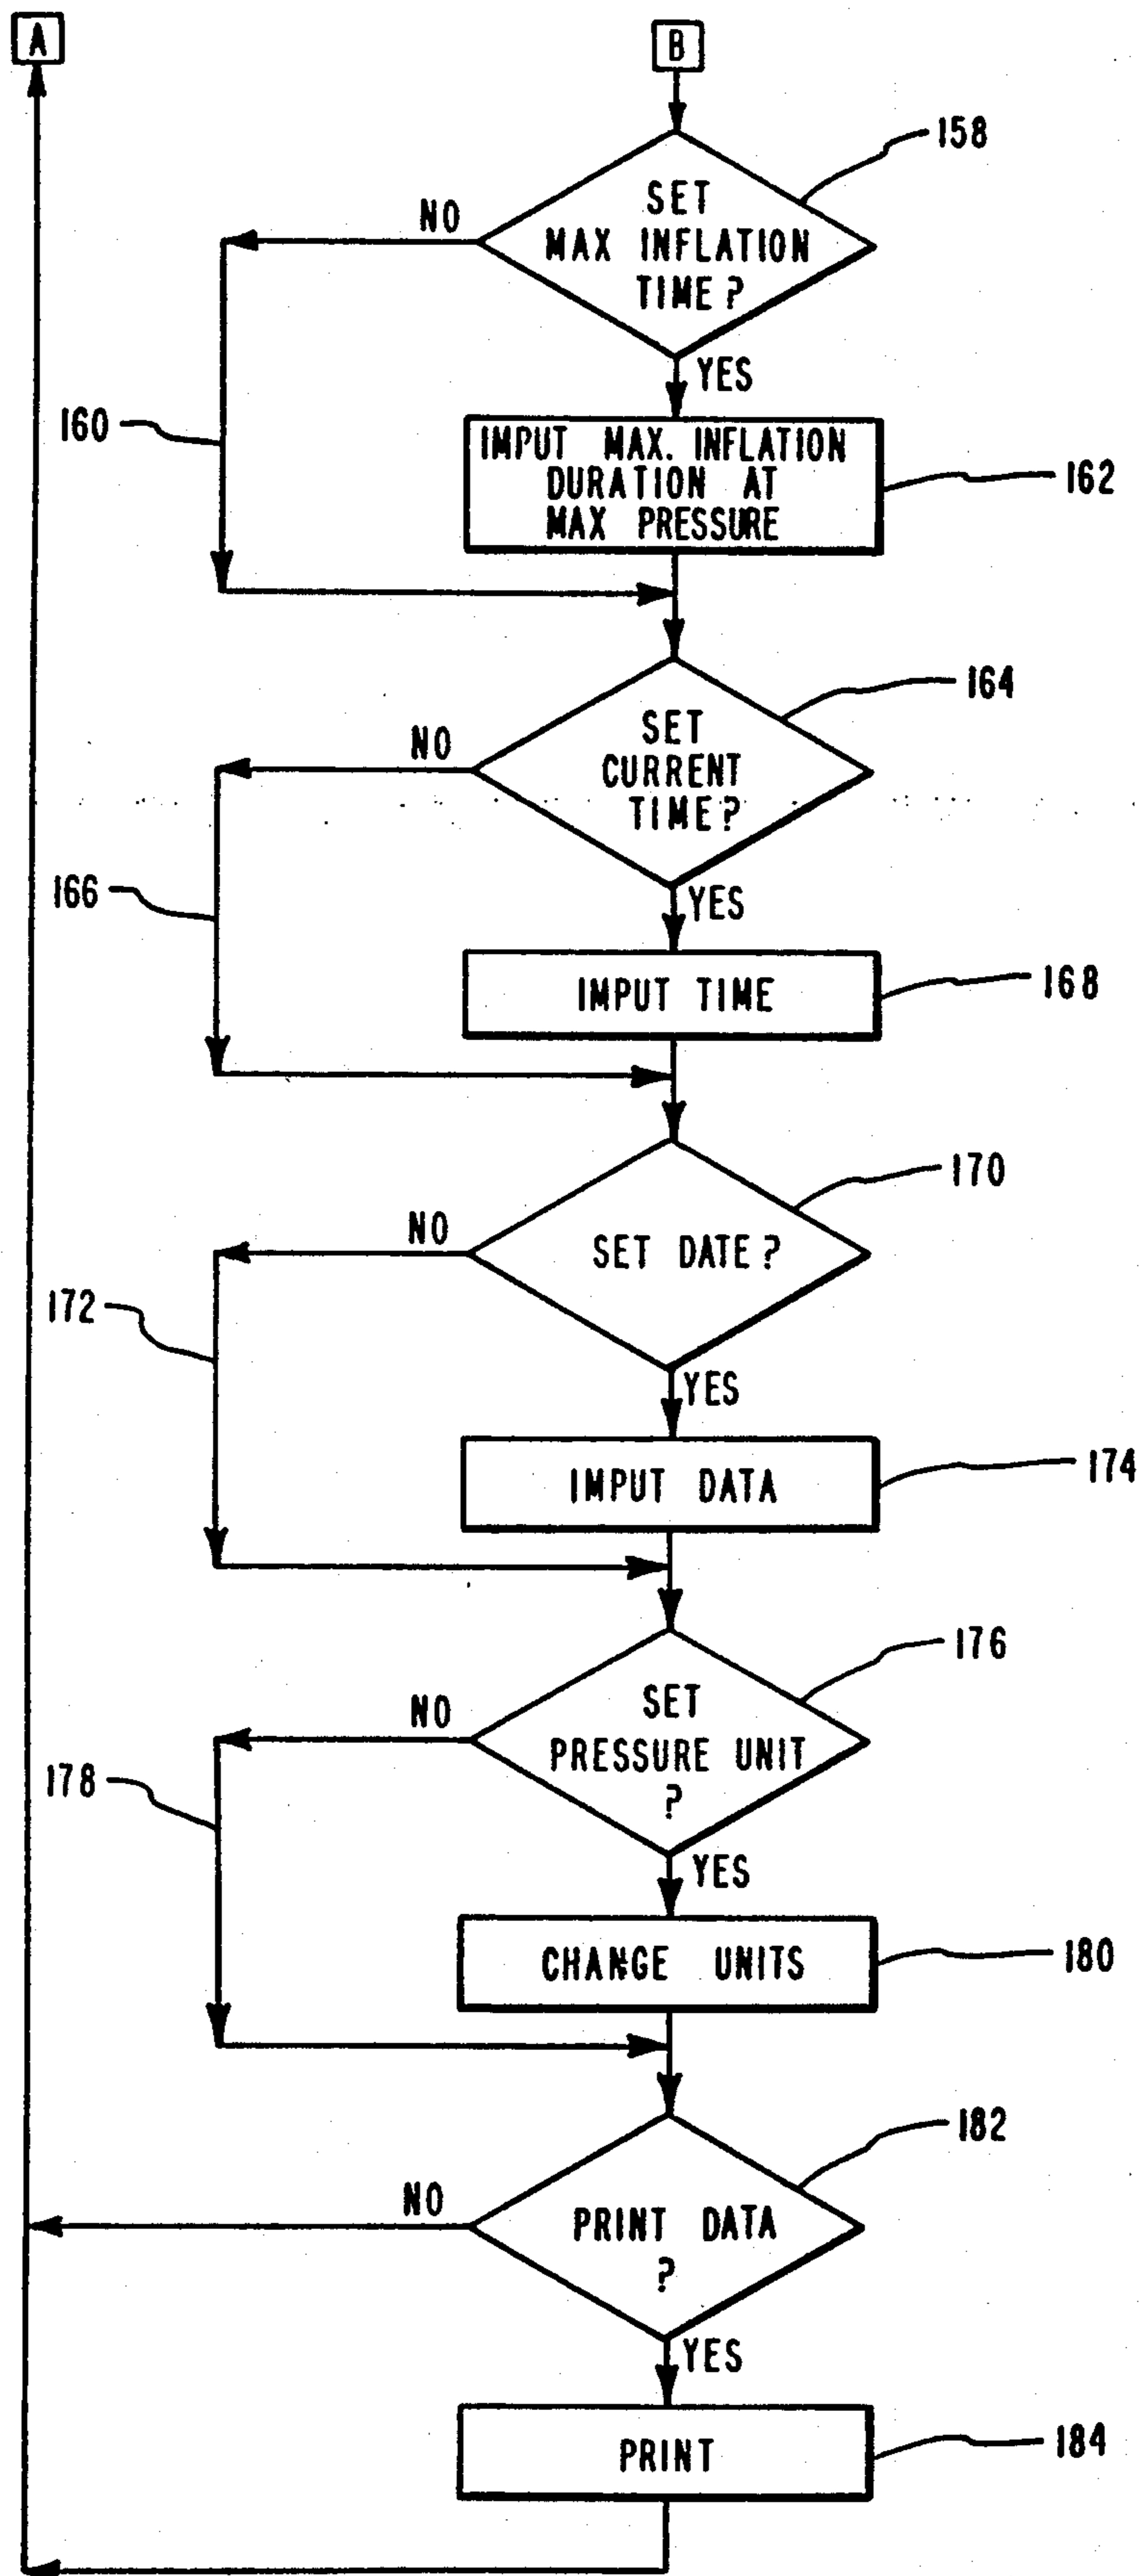 A
B
158
SET
MAX INFLATION
TIME?
NO
YES
160
IMPUT MAX. INFLATION
DURATION AT
MAX PRESSURE
162
164
SET
CURRENT
TIME?
NO
YES
166
IMPUT TIME
168
170
SET DATE?
NO
YES
172
IMPUT DATA
174
176
SET
PRESSURE UNIT
?
NO
YES
178
CHANGE UNITS
180
182
PRINT DATA
?
NO
YES
PRINT
184